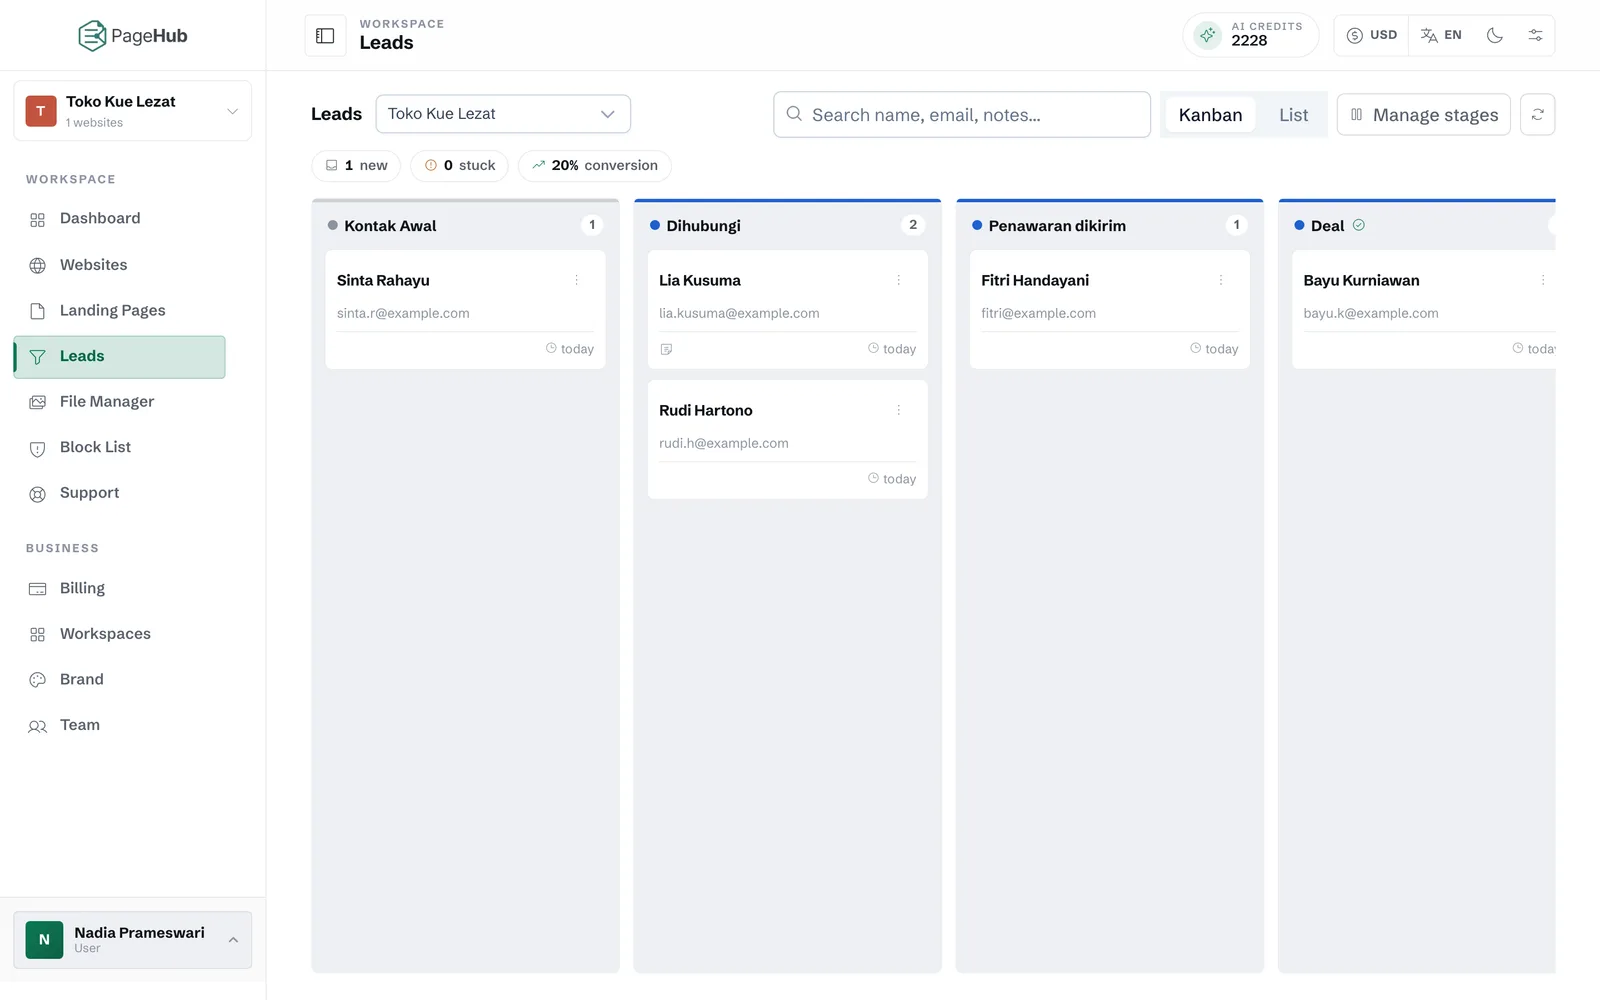 PageHub
WORKSPACE
Leads
AI CREDITS
2228
USD
EN
T
Toko Kue Lezat
1 websites
WORKSPACE
Dashboard
Websites
Landing Pages
Leads
File Manager
Block List
Support
BUSINESS
Billing
Workspaces
Brand
Team
N
Nadia Prameswari
User
Leads
Toko Kue Lezat
Search name, email, notes...
Kanban
List
Manage stages
1 new
0 stuck
20% conversion
Kontak Awal
1
Sinta Rahayu
sinta.r@example.com
today
Dihubungi
2
Lia Kusuma
lia.kusuma@example.com
today
Rudi Hartono
rudi.h@example.com
today
Penawaran dikirim
1
Fitri Handayani
fitri@example.com
today
Deal
Bayu Kurniawan
bayu.k@example.com